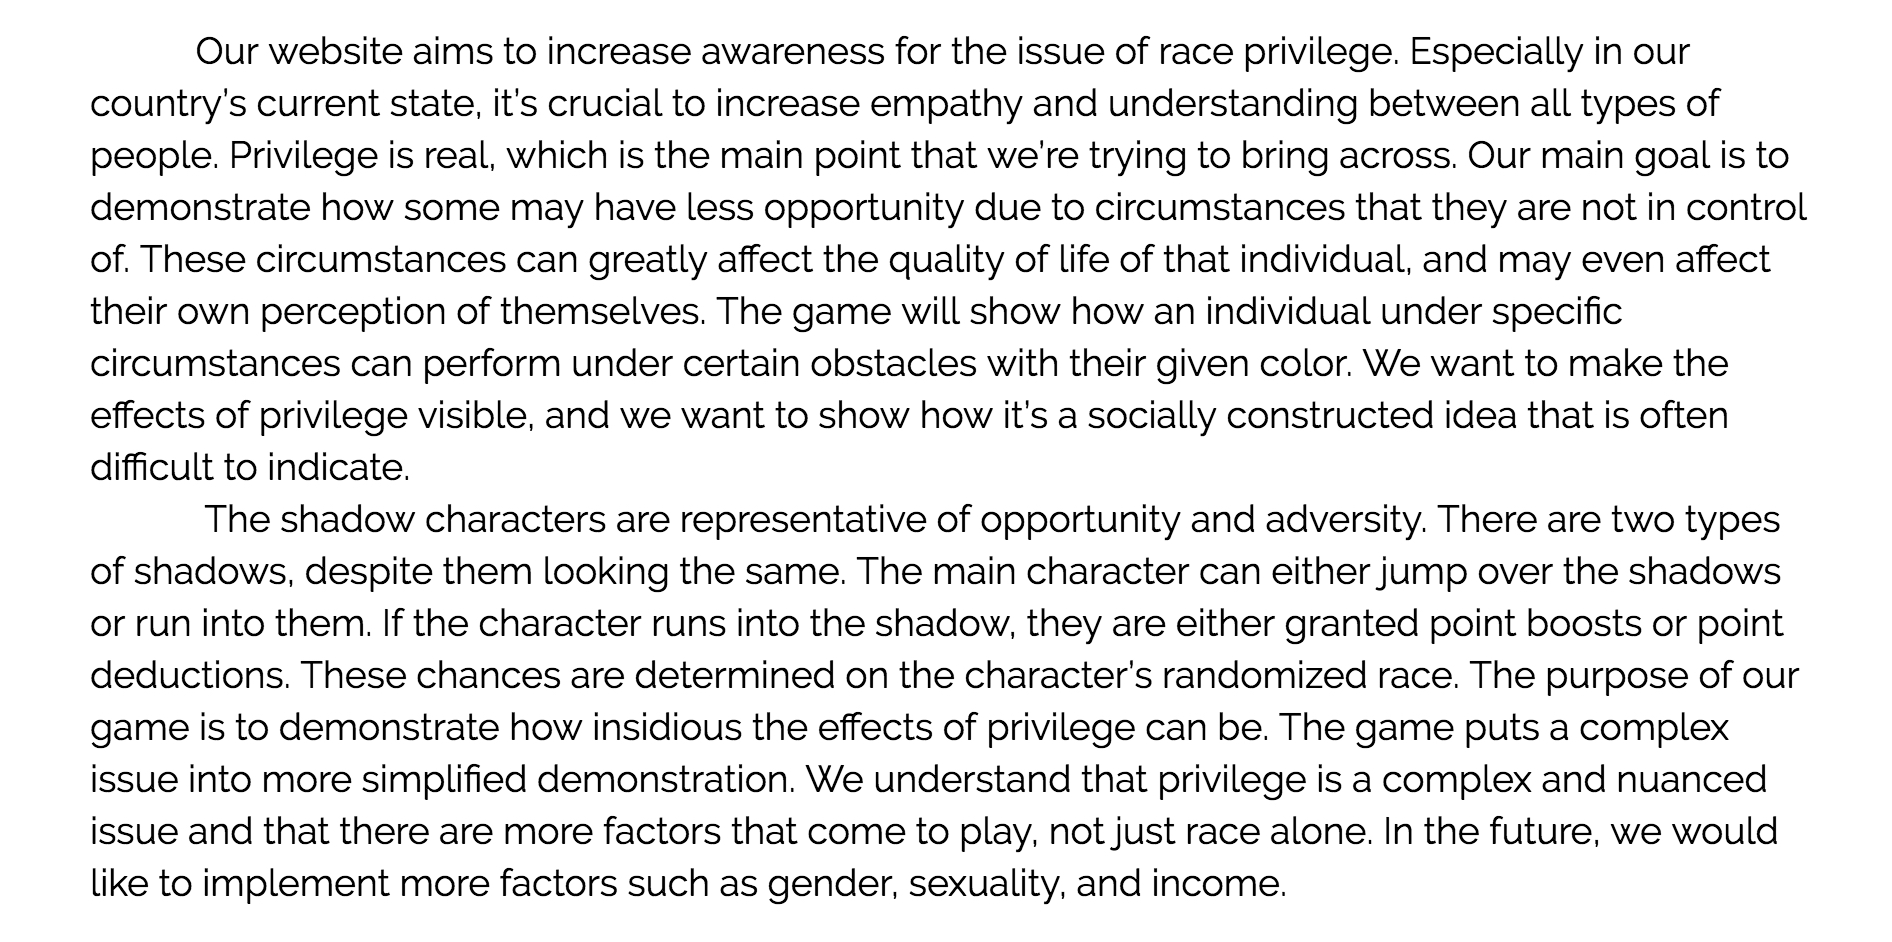 Our website aims to increase awareness for the issue of race privilege. Especially in our
country’s current state, it’s crucial to increase empathy and understanding between all types of
people. Privilege is real, which is the main point that we’re trying to bring across. Our main goal is to
demonstrate how some may have less opportunity due to circumstances that they are not in control
of. These circumstances can greatly affect the quality of life of that individual, and may even affect
their own perception of themselves. The game will show how an individual under specific
circumstances can perform under certain obstacles with their given color. We want to make the
effects of privilege visible, and we want to show how it’s a socially constructed idea that is often
difficult to indicate.
The shadow characters are representative of opportunity and adversity. There are two types
of shadows, despite them looking the same. The main character can either jump over the shadows
or run into them. If the character runs into the shadow, they are either granted point boosts or point
deductions. These chances are determined on the character’s randomized race. The purpose of our
game is to demonstrate how insidious the effects of privilege can be. The game puts a complex
issue into more simplified demonstration. We understand that privilege is a complex and nuanced
issue and that there are more factors that come to play, not just race alone. In the future, we would
like to implement more factors such as gender, sexuality, and income.